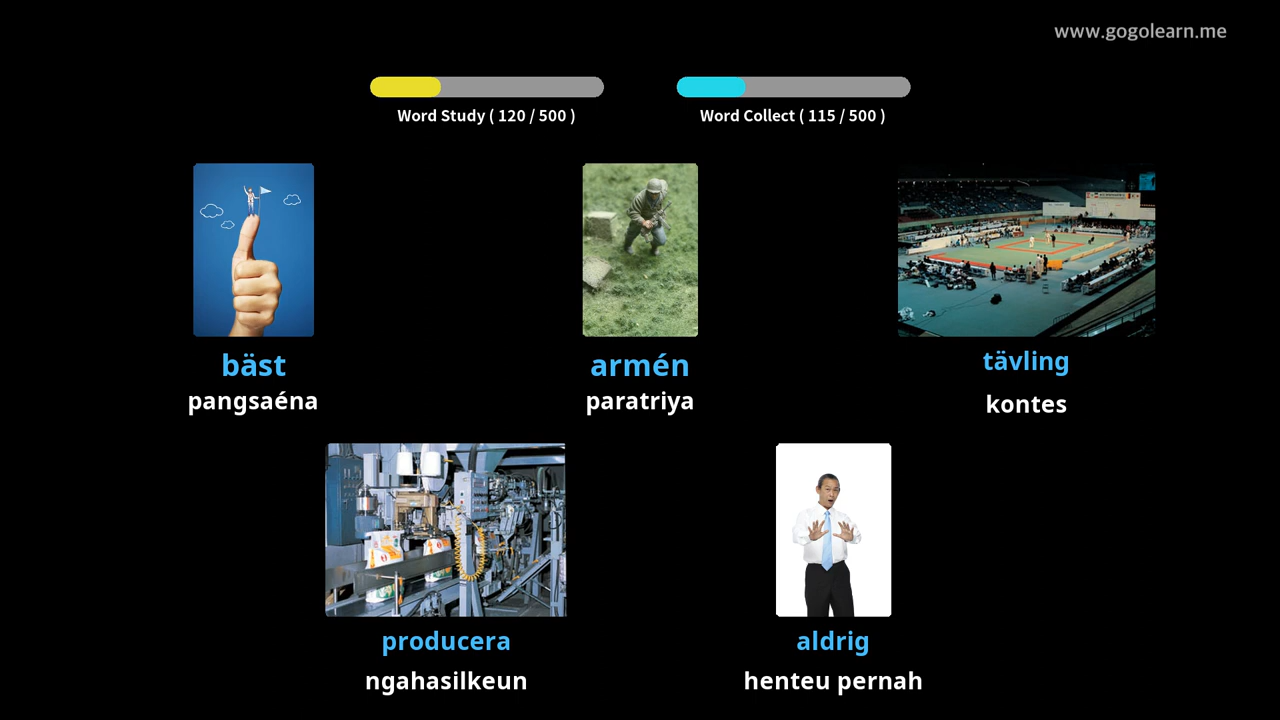 www.gogolearn.me
Word Study ( 120 / 500 )
Word Collect ( 115 / 500 )
bäst
pangsaéna
armén
paratriya
tävling
kontes
producera
ngahasilkeun
aldrig
henteu pernah